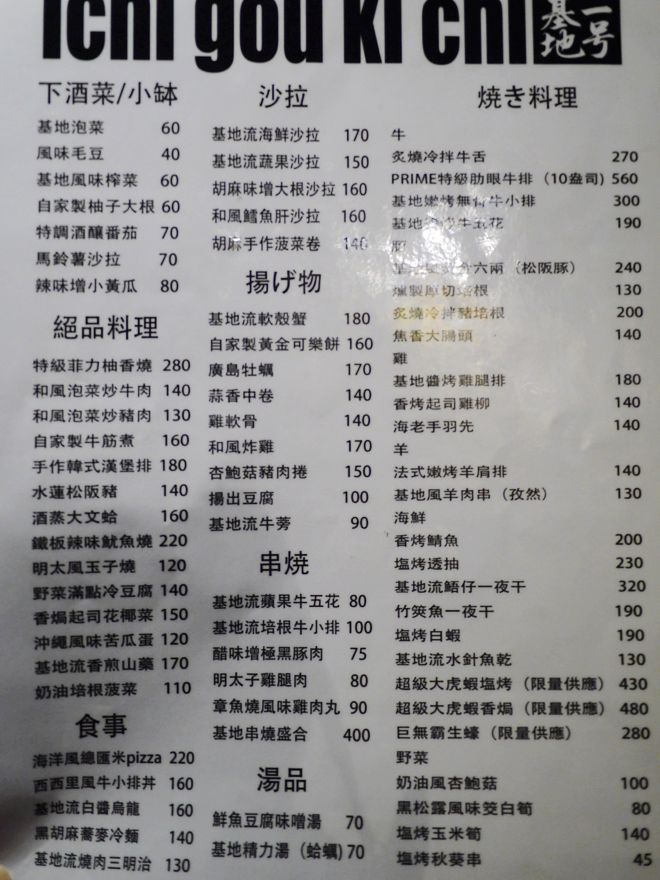 ichi gou ki chi
一号
基地
下酒菜/小缽
基地泡菜 60
風味毛豆 40
基地風味榨菜 60
自家製柚子大根 60
特調酒釀番茄 70
馬鈴薯沙拉 70
辣味增小黃瓜 80
絕品料理
特級菲力柚香燒 280
和風泡菜炒牛肉 140
和風泡菜炒豬肉 130
自家製牛筋煮 160
手作韓式漢堡排 180
水蓮松阪豬 140
酒蒸大文蛤 160
鐵板辣味魷魚燒 220
明太風玉子燒 120
野菜滿點冷豆腐 140
香焗起司花椰菜 150
沖繩風味苦瓜蛋 120
基地流香煎山藥 170
奶油培根菠菜 110
食事
海洋風總匯米pizza 220
西西里風牛小排丼 160
基地流白醬烏龍 160
黑胡麻蕎麥冷麵 140
基地流燒肉三明治 130
沙拉
基地流海鮮沙拉 170
基地流蔬果沙拉 150
胡麻味增大根沙拉 160
和風鱈魚肝沙拉 160
胡麻手作菠菜卷 140
揚げ物
基地流軟殼蟹 180
自家製黃金可樂餅 160
廣島牡蠣 170
蒜香中卷 140
雞軟骨 140
和風炸雞 170
杏鮑菇豬肉捲 150
揚出豆腐 100
基地流牛蒡 90
串燒
基地流蘋果牛五花 80
基地流培根牛小排 100
醋味增極黑豚肉 75
明太子雞腿肉 80
章魚燒風味雞肉丸 90
基地串燒盛合 400
湯品
鮮魚豆腐味噌湯 70
基地精力湯（蛤蠣) 70
焼き料理
牛
炙燒冷拌牛舌 270
PRIME特級肋眼牛排（10盎司) 560
基地嫩烤無骨牛小排 300
基地 牛五花 190
豚
六兩（松阪豚） 240
燻製厚切培根 130
炙燒冷拌豬培根 200
焦香大腸頭 140
雞
基地醬烤雞腿排 180
香烤起司雞柳 140
海老手羽先 140
羊
法式嫩烤羊肩排 140
基地風羊肉串（孜然） 130
海鮮
香烤鯖魚 200
塩烤透抽 230
基地流鰏仔一夜干 320
竹筴魚一夜干 190
塩烤白蝦 190
基地流水針魚乾 130
超級大虎蝦塩烤（限量供應） 430
超級大虎蝦香焗（限量供應） 480
巨無霸生蠔（限量供應） 280
野菜
奶油風杏鮑菇 100
黑松露風味筊白筍 80
塩烤玉米筍 140
塩烤秋葵串 45